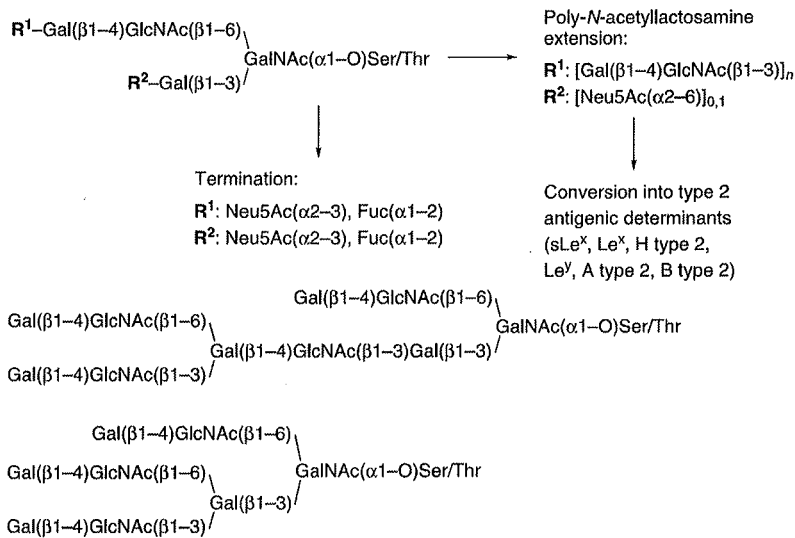 R¹–Gal(β1–4)GlcNAc(β1–6)
GalNAc(α1–O)Ser/Thr
R²–Gal(β1–3)
Poly-N-acetyllactosamine
extension:
R¹: [Gal(β1–4)GlcNAc(β1–3)]ₙ
R²: [Neu5Ac(α2–6)]₀,₁
Termination:
R¹: Neu5Ac(α2–3), Fuc(α1–2)
R²: Neu5Ac(α2–3), Fuc(α1–2)
Conversion into type 2
antigenic determinants
(sLeˣ, Leˣ, H type 2,
Leʸ, A type 2, B type 2)
Gal(β1–4)GlcNAc(β1–6)
Gal(β1–4)GlcNAc(β1–6)
GalNAc(α1–O)Ser/Thr
Gal(β1–4)GlcNAc(β1–3)Gal(β1–3)
Gal(β1–4)GlcNAc(β1–3)
Gal(β1–4)GlcNAc(β1–6)
Gal(β1–4)GlcNAc(β1–6)
GalNAc(α1–O)Ser/Thr
Gal(β1–3)
Gal(β1–4)GlcNAc(β1–3)